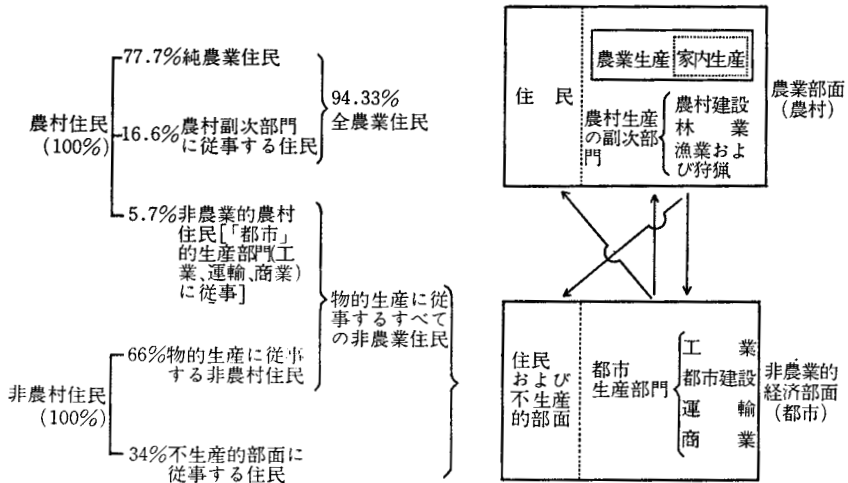 農村住民
(100%)
77.7%純農業住民
16.6%農村副次部門
に従事する住民
94.33%
全農業住民
5.7%非農業的農村
住民[「都市」
的生産部門(工
業、運輸、商業)
に従事]
物的生産に従
事するすべて
の非農業住民
非農村住民
(100%)
66%物的生産に従事
する非農村住民
34%不生産的部面に
従事する住民
住 民
農業生産
家内生産
農村生産
の副次部
門
農村建設
林 業
漁業およ
び狩猟
農業部面
(農村)
住民
および
不生産
的部面
都市
生産部門
工 業
都市建設
運 輸
商 業
非農業的
経済部面
(都市)